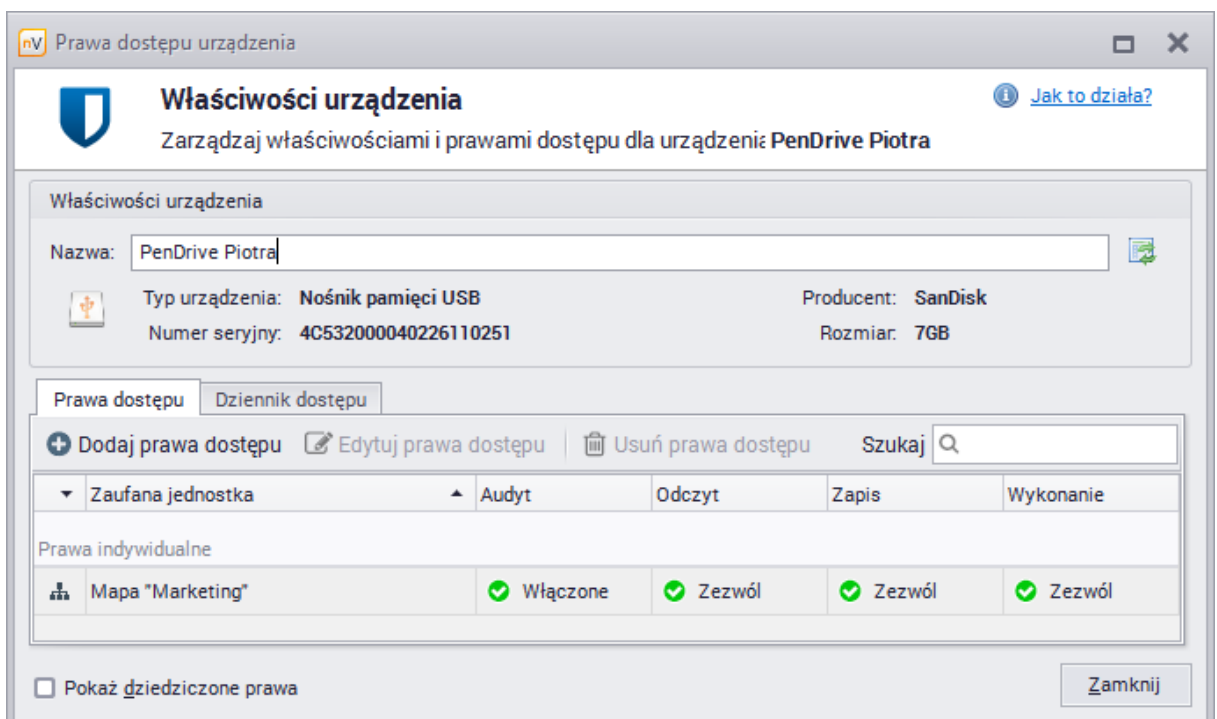 nV Prawa dostępu urządzenia
Właściwości urządzenia
Jak to działa?
Zarządzaj właściwościami i prawami dostępu dla urządzenia PenDrive Piotra
Właściwości urządzenia
Nazwa: PenDrive Piotra
Typ urządzenia: Nośnik pamięci USB Producent: SanDisk
Numer seryjny: 4C532000040226110251 Rozmiar: 7GB
Prawa dostępu Dziennik dostępu
Dodaj prawa dostępu Edytuj prawa dostępu Usuń prawa dostępu Szukaj
Zaufana jednostka Audyt Odczyt Zapis Wykonanie
Prawa indywidualne
Mapa "Marketing" Włączone Zezwól Zezwól Zezwól
Pokaż dziedziczone prawa Zamknij